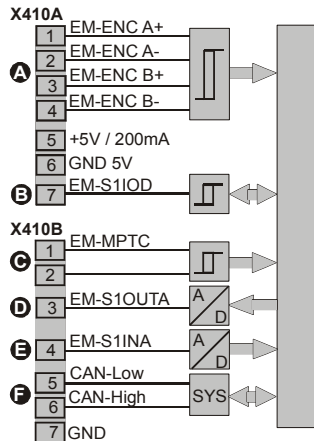 X410A
1 EM-ENC A+
2 EM-ENC A-
A
3 EM-ENC B+
4 EM-ENC B-
5 +5V / 200mA
6 GND 5V
B 7 EM-S1IOD
X410B
1 EM-MPTC
C
2
D 3 EM-S1OUTA A D
E 4 EM-S1INA A D
5 CAN-Low
F SYS
6 CAN-High
7 GND